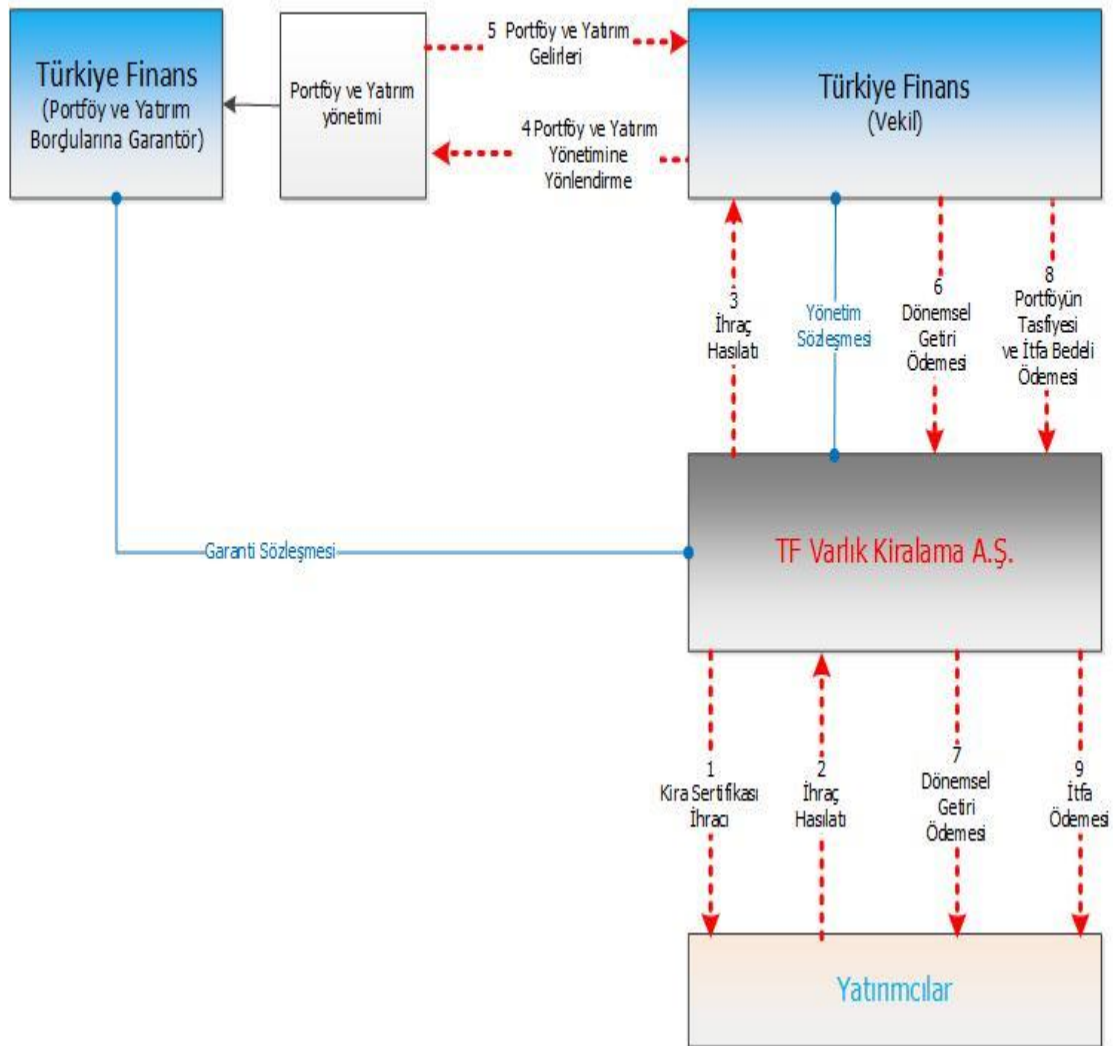 Türkiye Finans
(Portföy ve Yatırım
Borçlularına Garantör)
Portföy ve Yatırım
yönetimi
5 Portföy ve Yatırım
Gelirleri
4 Portföy ve Yatırım
Yönetimine
Yönlendirme
Türkiye Finans
(Vekil)
3
İhraç
Hasılatı
Yönetim
Sözleşmesi
6
Dönemsel
Getiri
Ödemesi
8
Portföyün
Tasfiyesi
ve İtfa Bedeli
Ödemesi
Garanti Sözleşmesi
TF Varlık Kiralama A.Ş.
1
Kira Sertifikası
İhracı
2
İhraç
Hasılatı
7
Dönemsel
Getiri
Ödemesi
9
İtfa
Ödemesi
Yatırımcılar